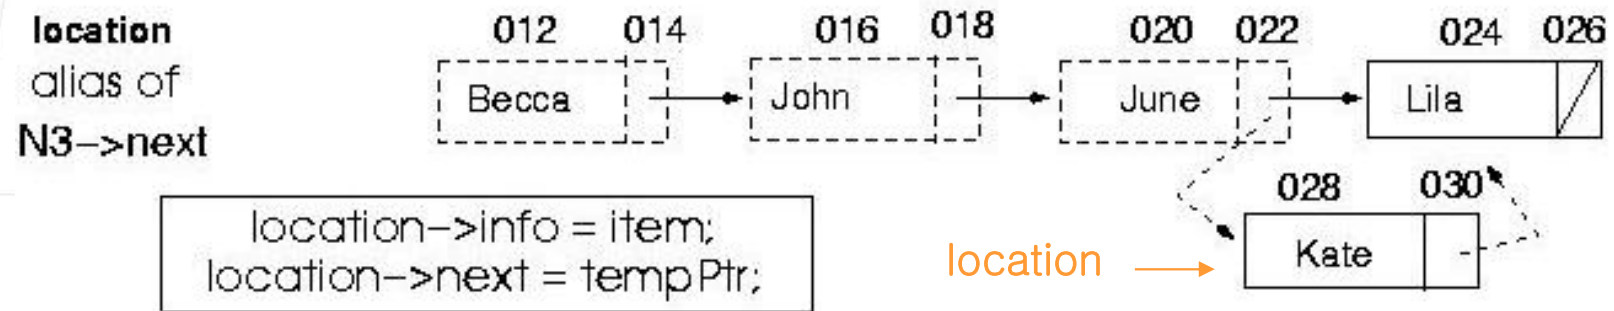 location
alias of
N3->next
012 014 016 018 020 022 024 026
Becca John June Lila
028 030
Kate
location->info = item;
location->next = tempPtr;
location